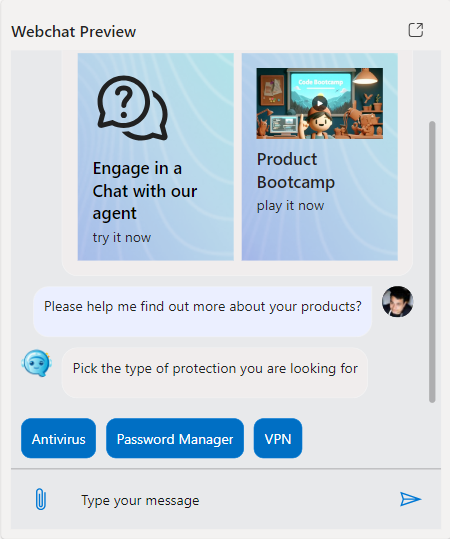 Webchat Preview
Engage in a
Chat with our
agent
try it now
Code Bootcamp
Product
Bootcamp
play it now
Please help me find out more about your products?
Pick the type of protection you are looking for
Antivirus
Password Manager
VPN
Type your message